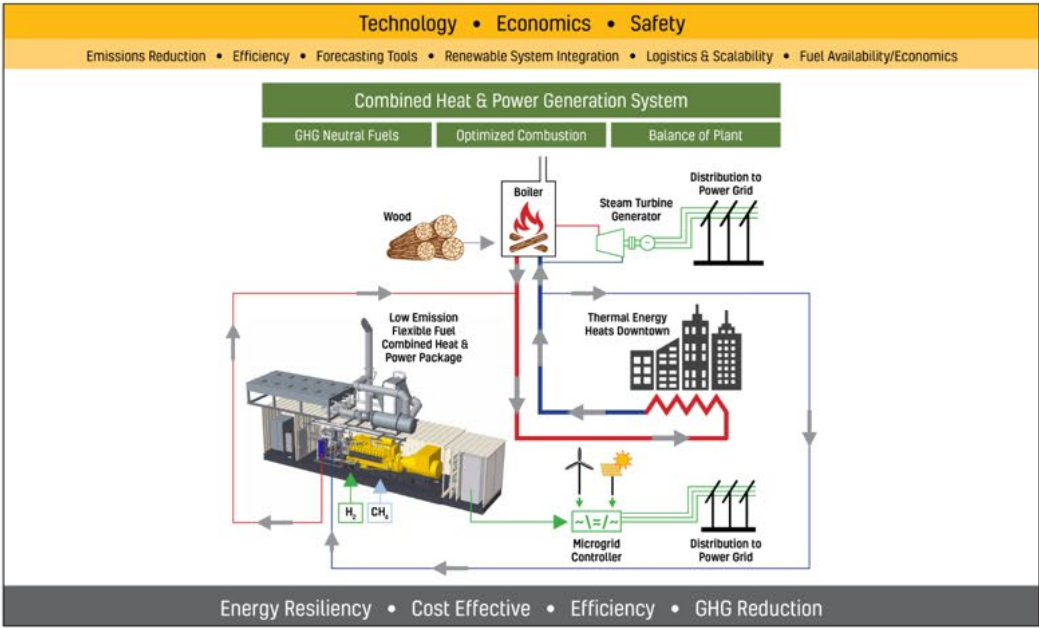 Technology • Economics • Safety
Emissions Reduction • Efficiency • Forecasting Tools • Renewable System Integration • Logistics & Scalability • Fuel Availability/Economics
Combined Heat & Power Generation System
GHG Neutral Fuels
Optimized Combustion
Balance of Plant
Boiler
Wood
Steam Turbine
Generator
Distribution to
Power Grid
Low Emission
Flexible Fuel
Combined Heat &
Power Package
Thermal Energy
Heats Downtown
H₂
CH₄
~\=/~
Microgrid
Controller
Distribution to
Power Grid
Energy Resiliency • Cost Effective • Efficiency • GHG Reduction